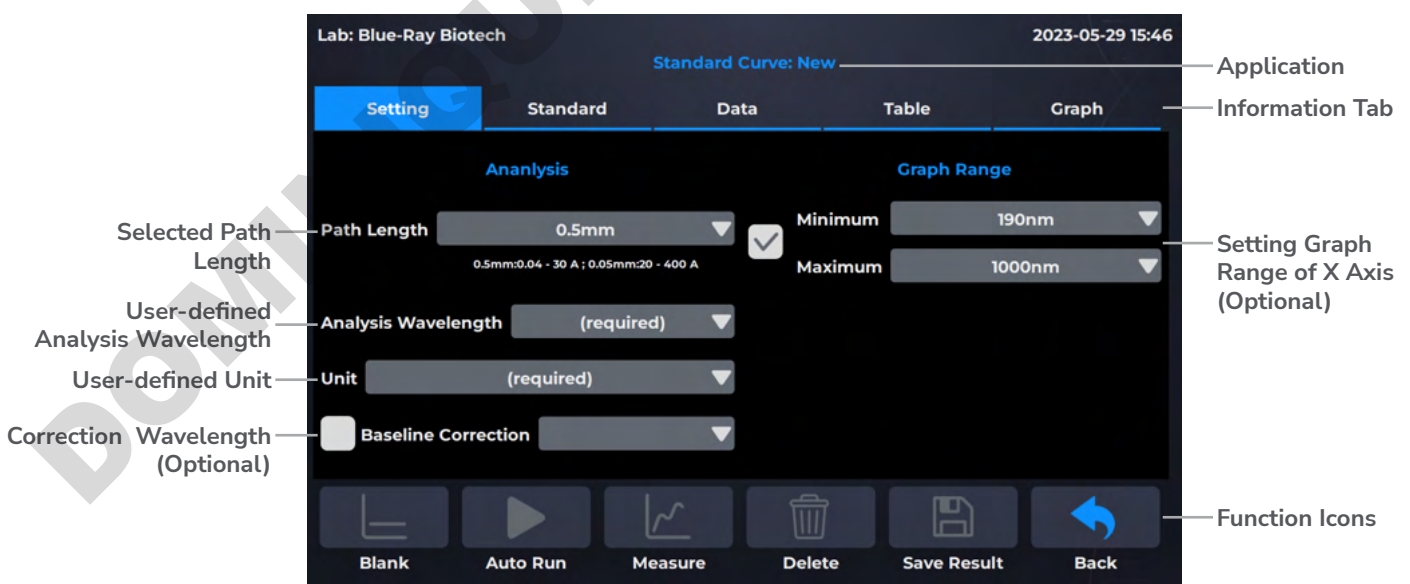 Lab: Blue-Ray Biotech
2023-05-29 15:46
Standard Curve: New
Application
Setting
Standard
Data
Table
Graph
Information Tab
Ananlysis
Graph Range
Selected Path
Length
Path Length
0.5mm
Minimum
190nm
0.5mm:0.04 - 30 A ; 0.05mm:20 - 400 A
Maximum
1000nm
Setting Graph
Range of X Axis
(Optional)
User-defined
Analysis Wavelength
Analysis Wavelength
(required)
User-defined Unit
Unit
(required)
Correction Wavelength
(Optional)
Baseline Correction
Function Icons
Blank
Auto Run
Measure
Delete
Save Result
Back